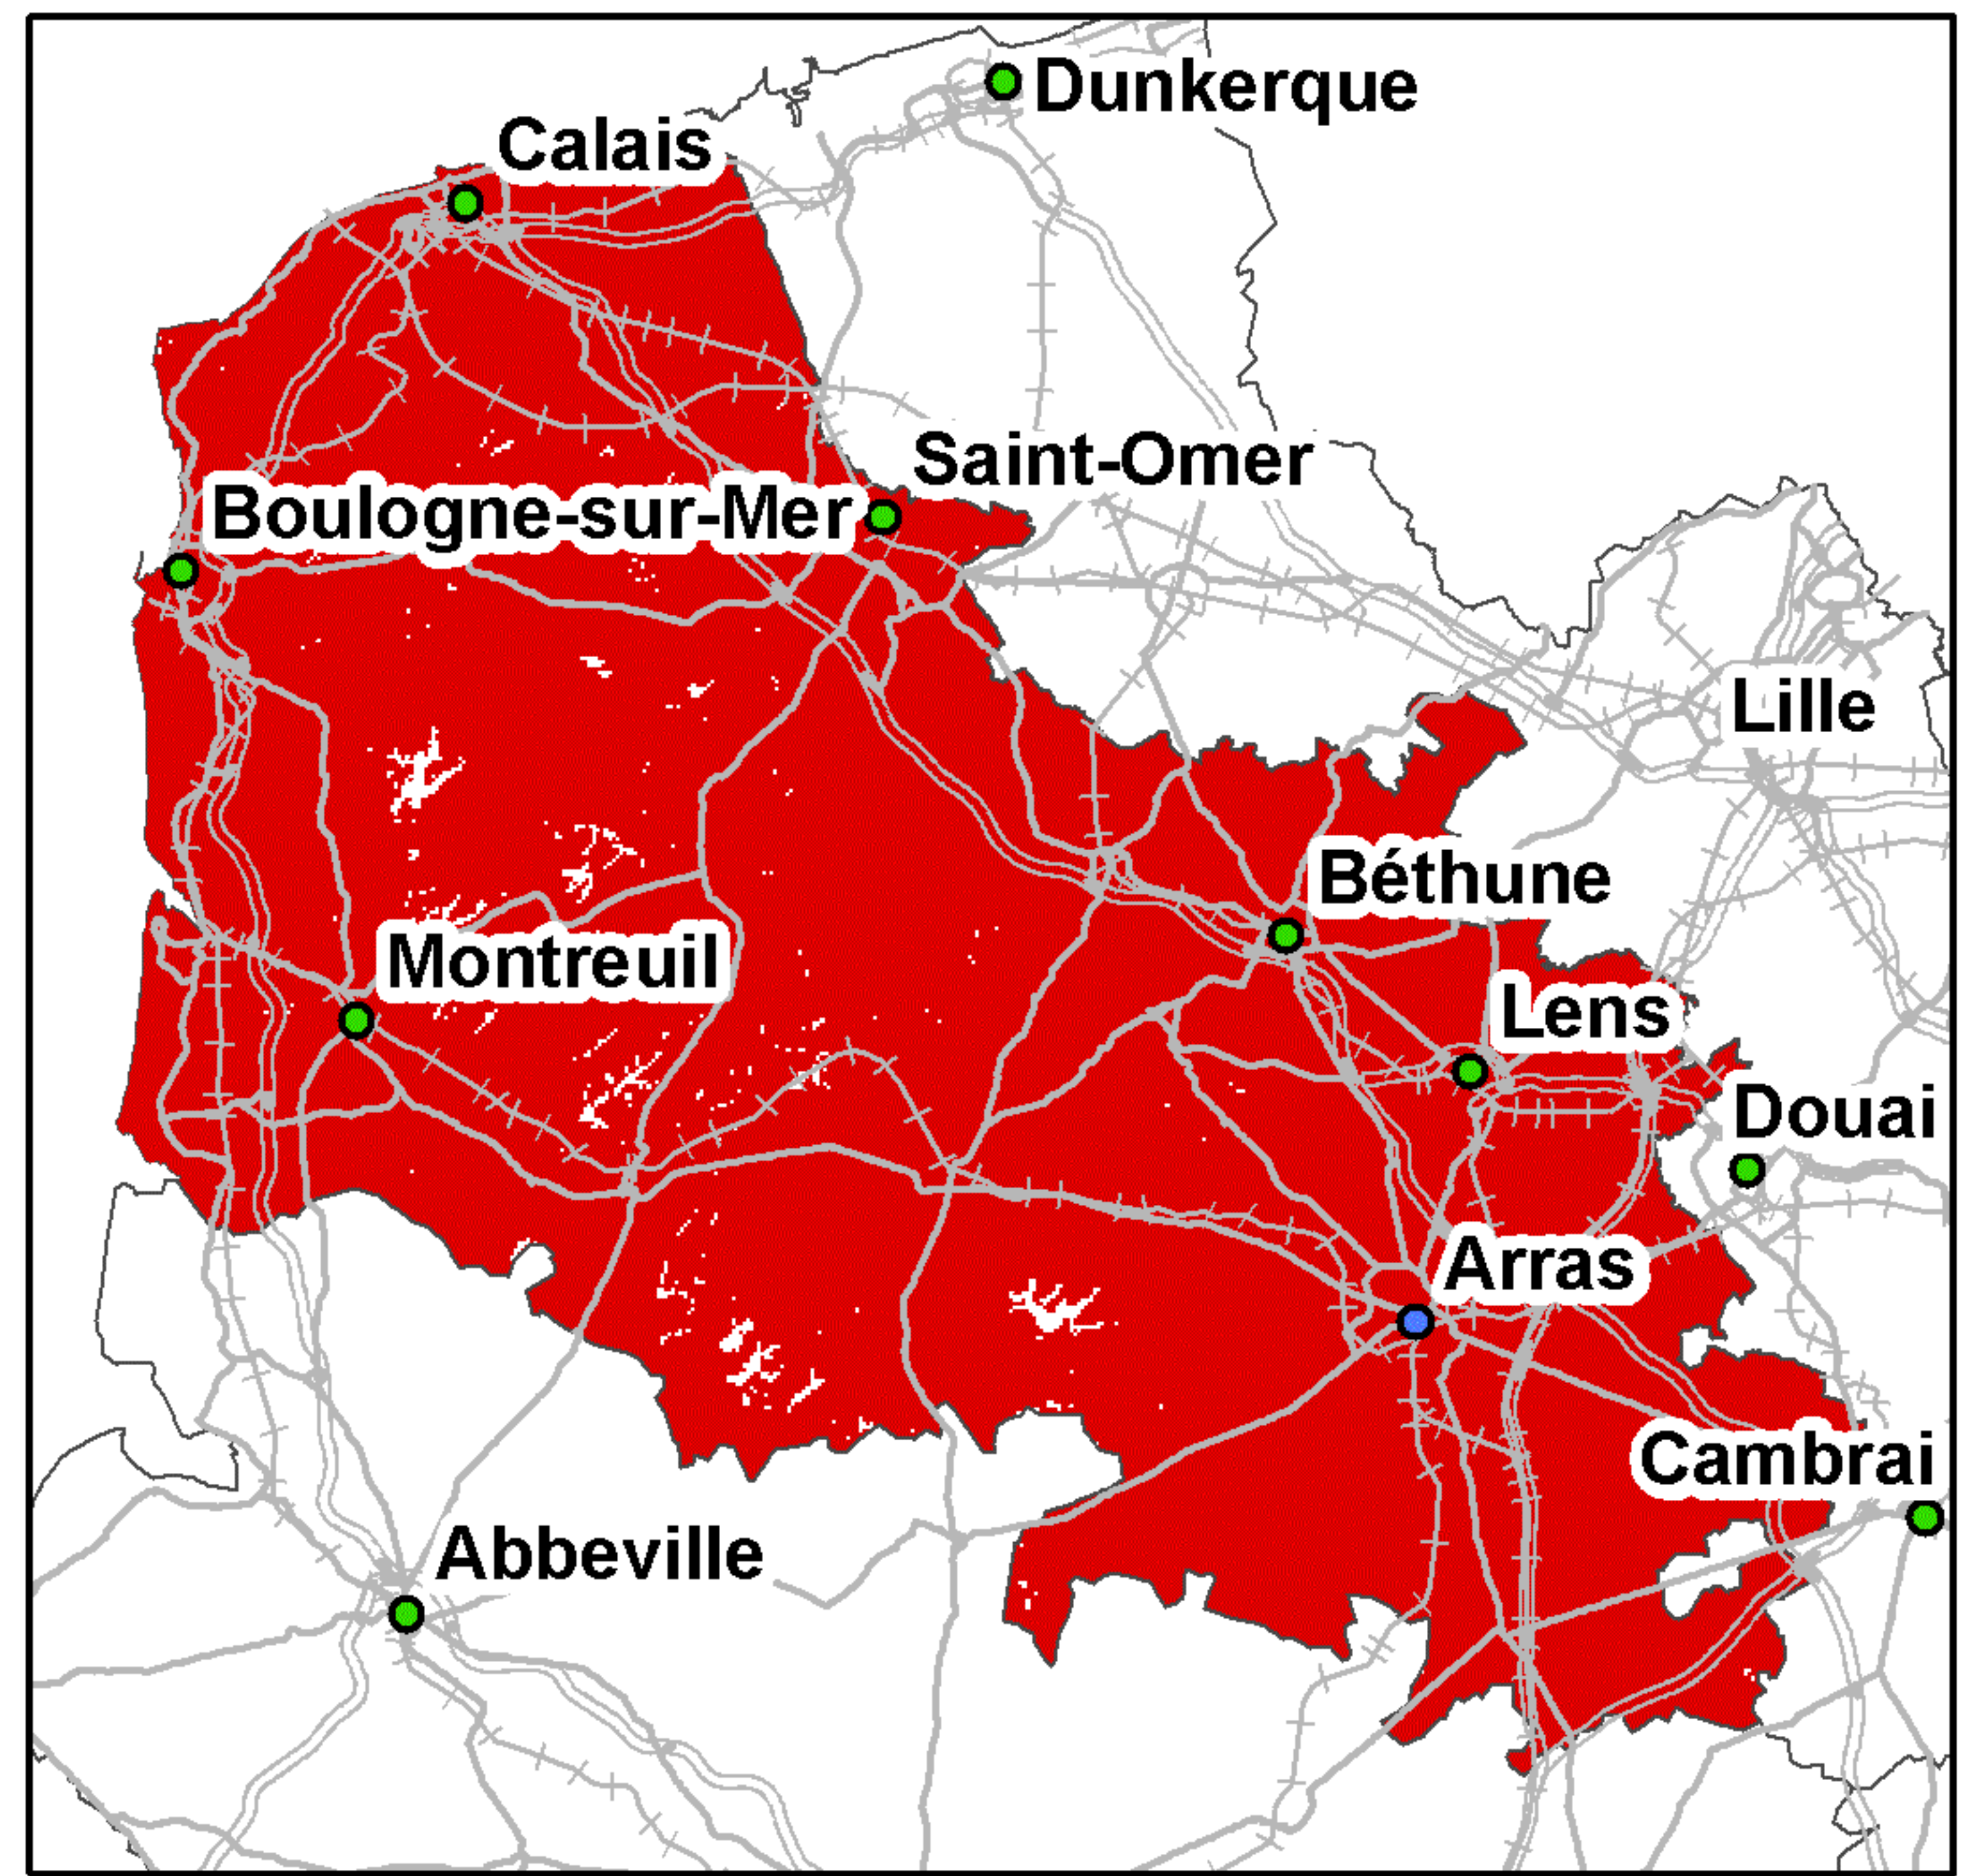 Dunkerque
Calais
Saint-Omer
Boulogne-sur-Mer
Lille
Béthune
Montreuil
Lens
Douai
Arras
Cambrai
Abbeville